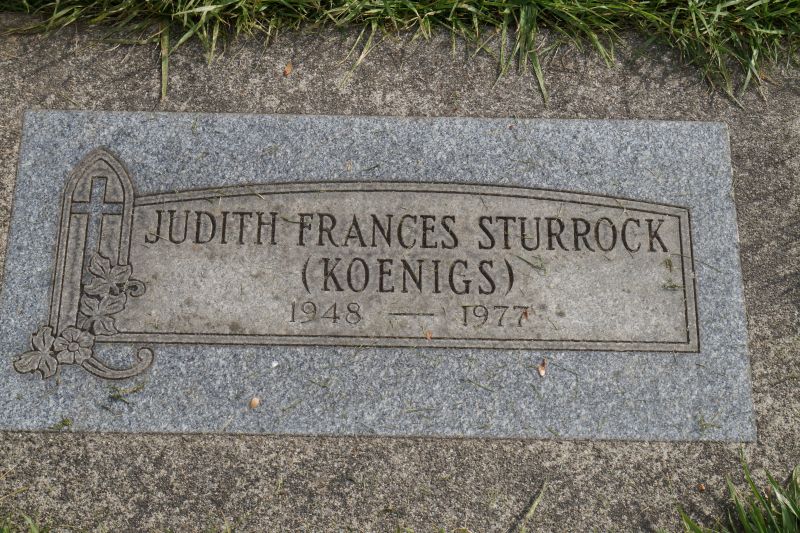 JUDITH FRANCES STURROCK
(KOENIGS)
1948 — 1977